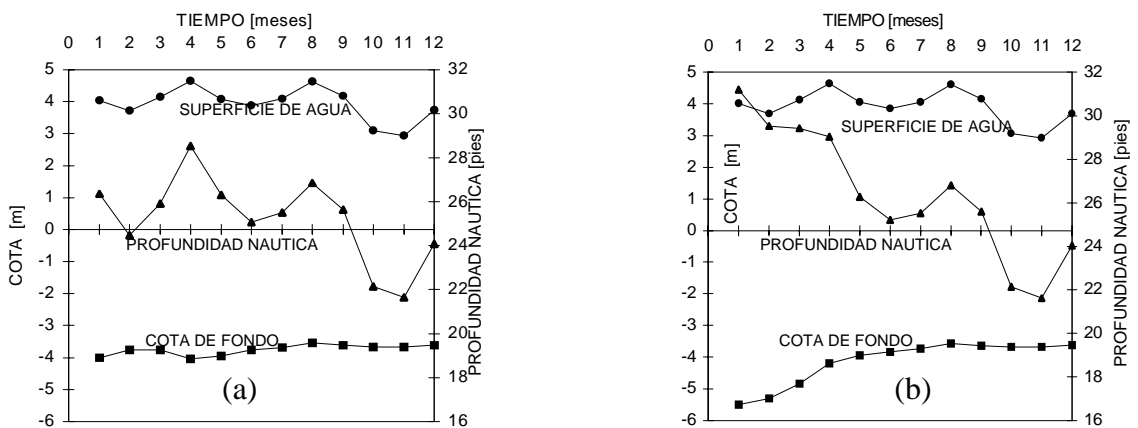 TIEMPO [meses]
0 1 2 3 4 5 6 7 8 9 10 11 12
5 32
4 30
3
2 28
1 26
0
-1 24
-2 22
-3 20
-4
-5 18
-6 16
SUPERFICIE DE AGUA
PROFUNDIDAD NAUTICA
COTA DE FONDO
COTA [m]
PROFUNDIDAD NAUTICA [pies]
(a)
TIEMPO [meses]
0 1 2 3 4 5 6 7 8 9 10 11 12
5 32
4 30
3
2 28
1 26
0
-1 24
-2 22
-3 20
-4
-5 18
-6 16
SUPERFICIE DE AGUA
PROFUNDIDAD NAUTICA
COTA DE FONDO
COTA [m]
PROFUNDIDAD NAUTICA [pies]
(b)